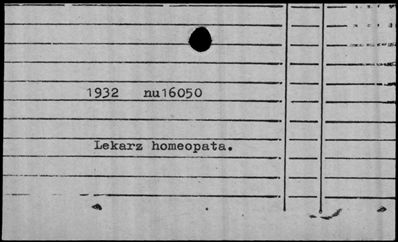 1932 nu16050
Lekarz homeopata.